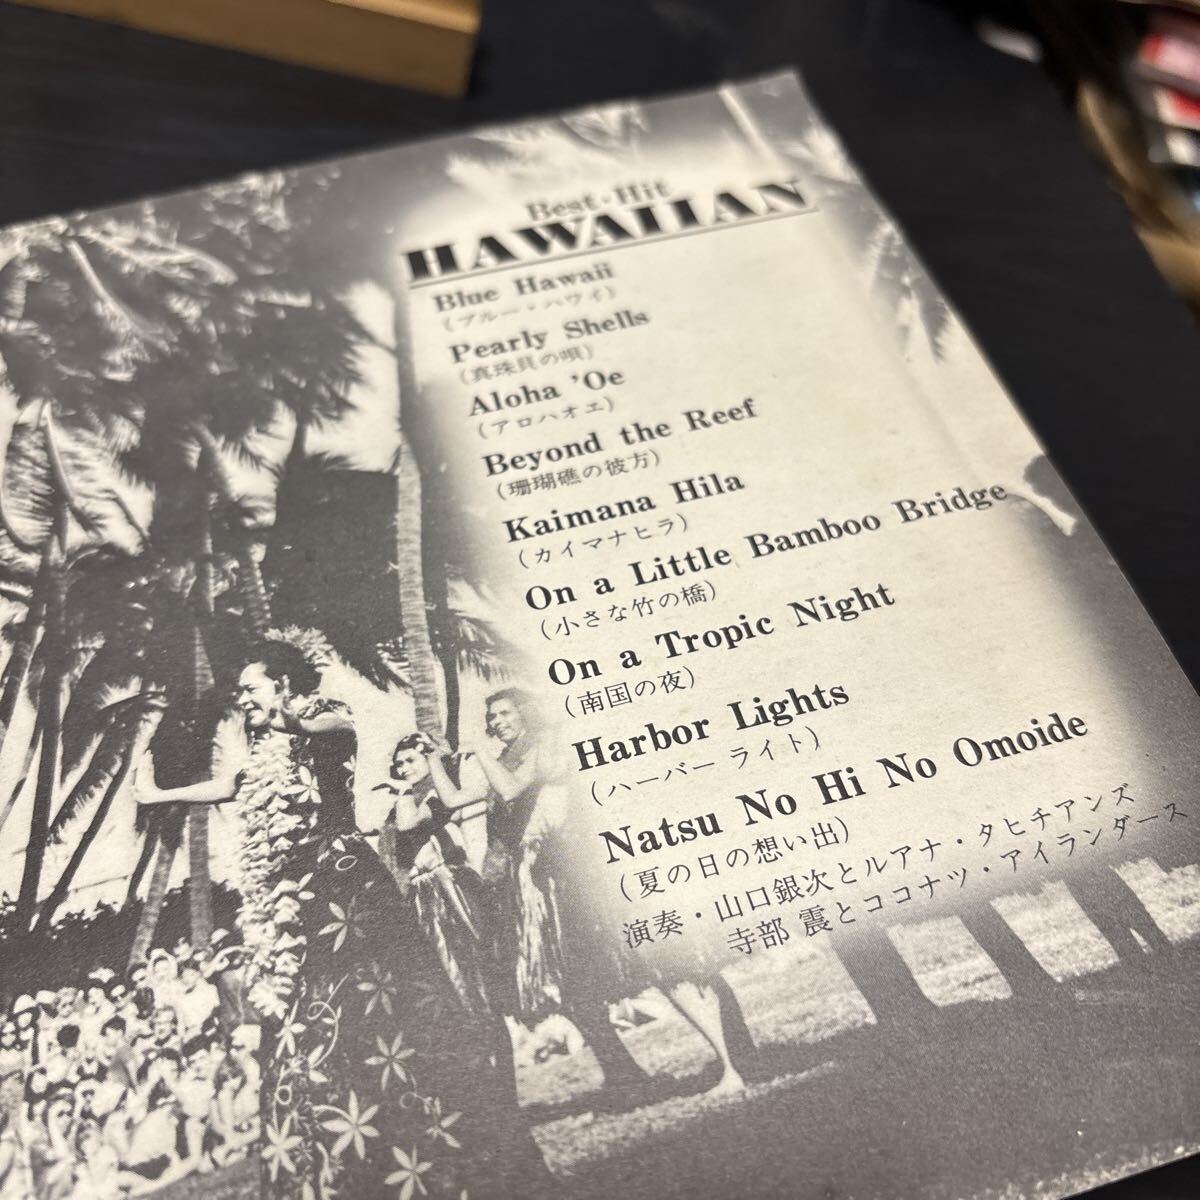 Best・Hit
HAWAIIAN
Blue Hawaii
(ブルー・ハワイ)
Pearly Shells
(真珠貝の唄)
Aloha 'Oe
(アロハオエ)
Beyond the Reef
(珊瑚礁の彼方)
Kaimana Hila
(カイマナヒラ)
On a Little Bamboo Bridge
(小さな竹の橋)
On a Tropic Night
(南国の夜)
Harbor Lights
(ハーバー ライト)
Natsu No Hi No Omoide
(夏の日の想い出)
演奏・山口銀次とルアナ・タヒチアンズ
寺部 震とココナツ・アイランダース